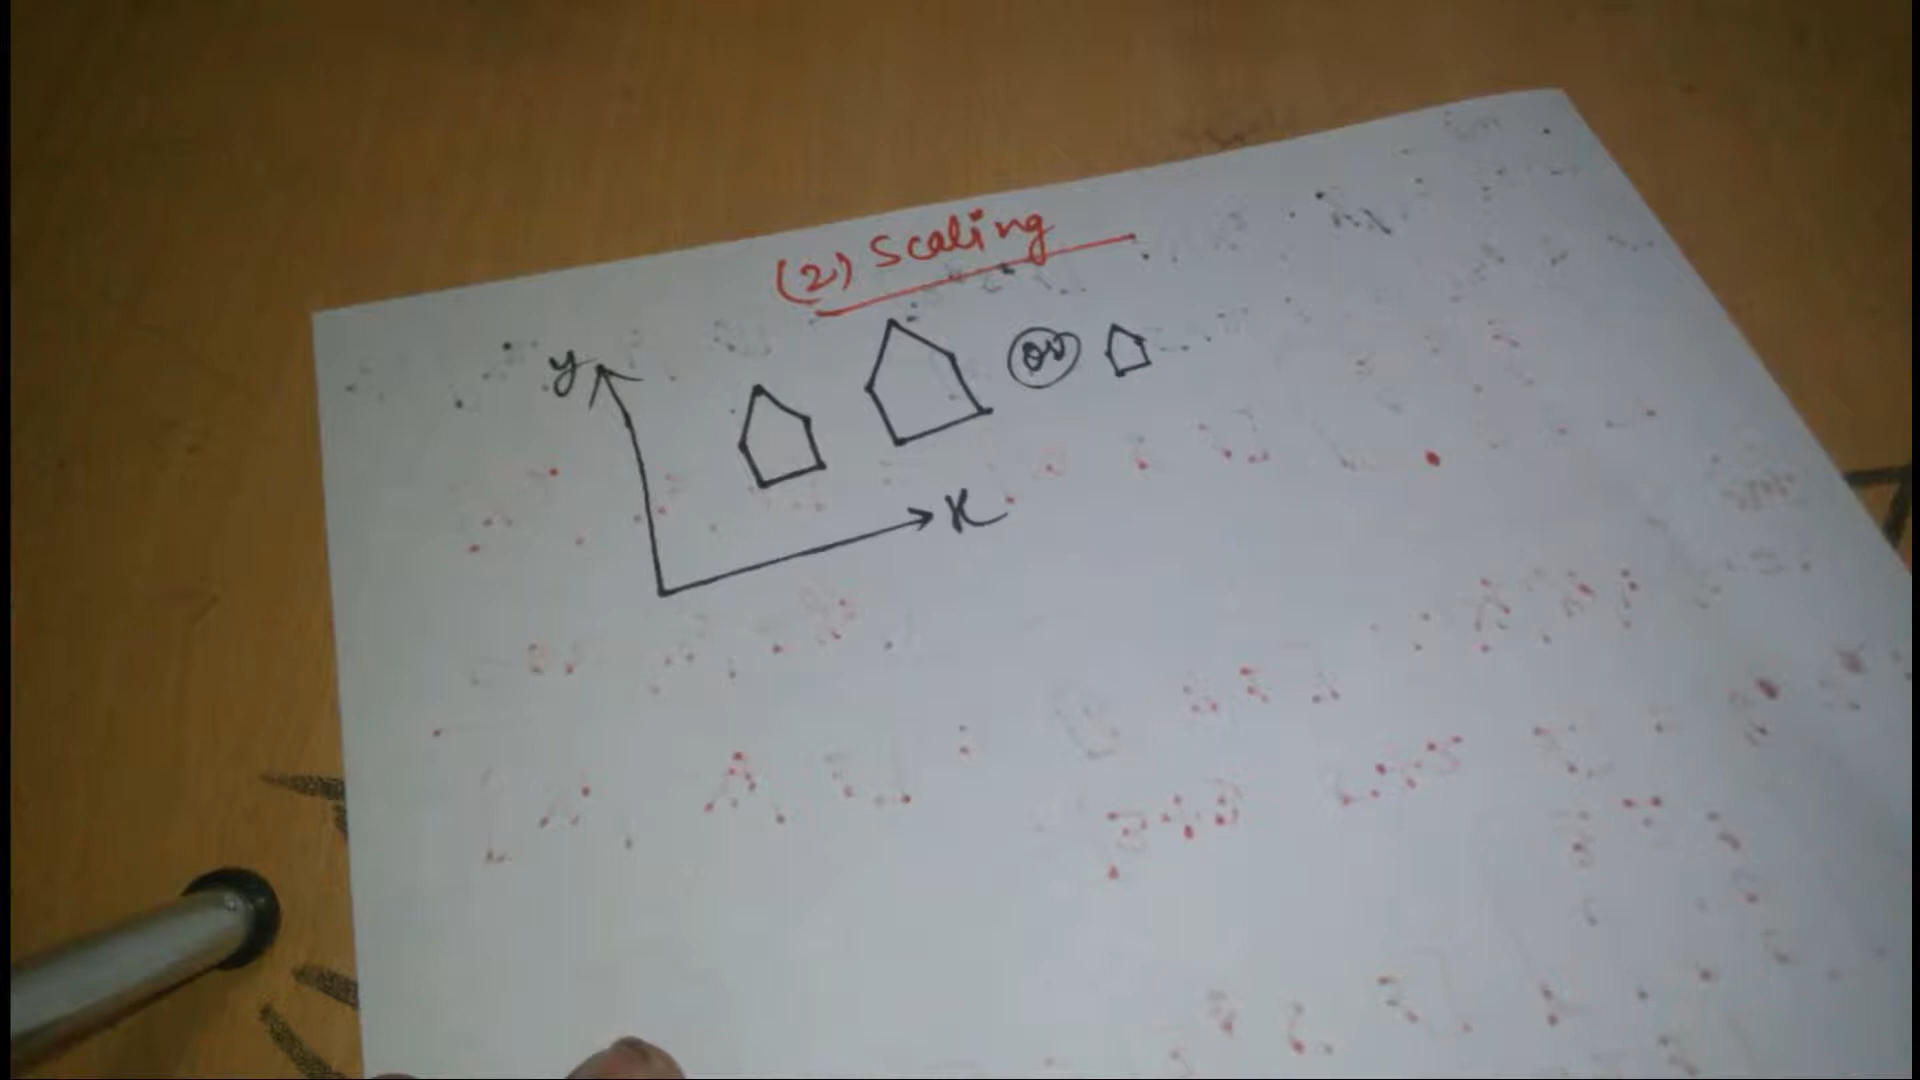 (2) Scaling
y
or
x